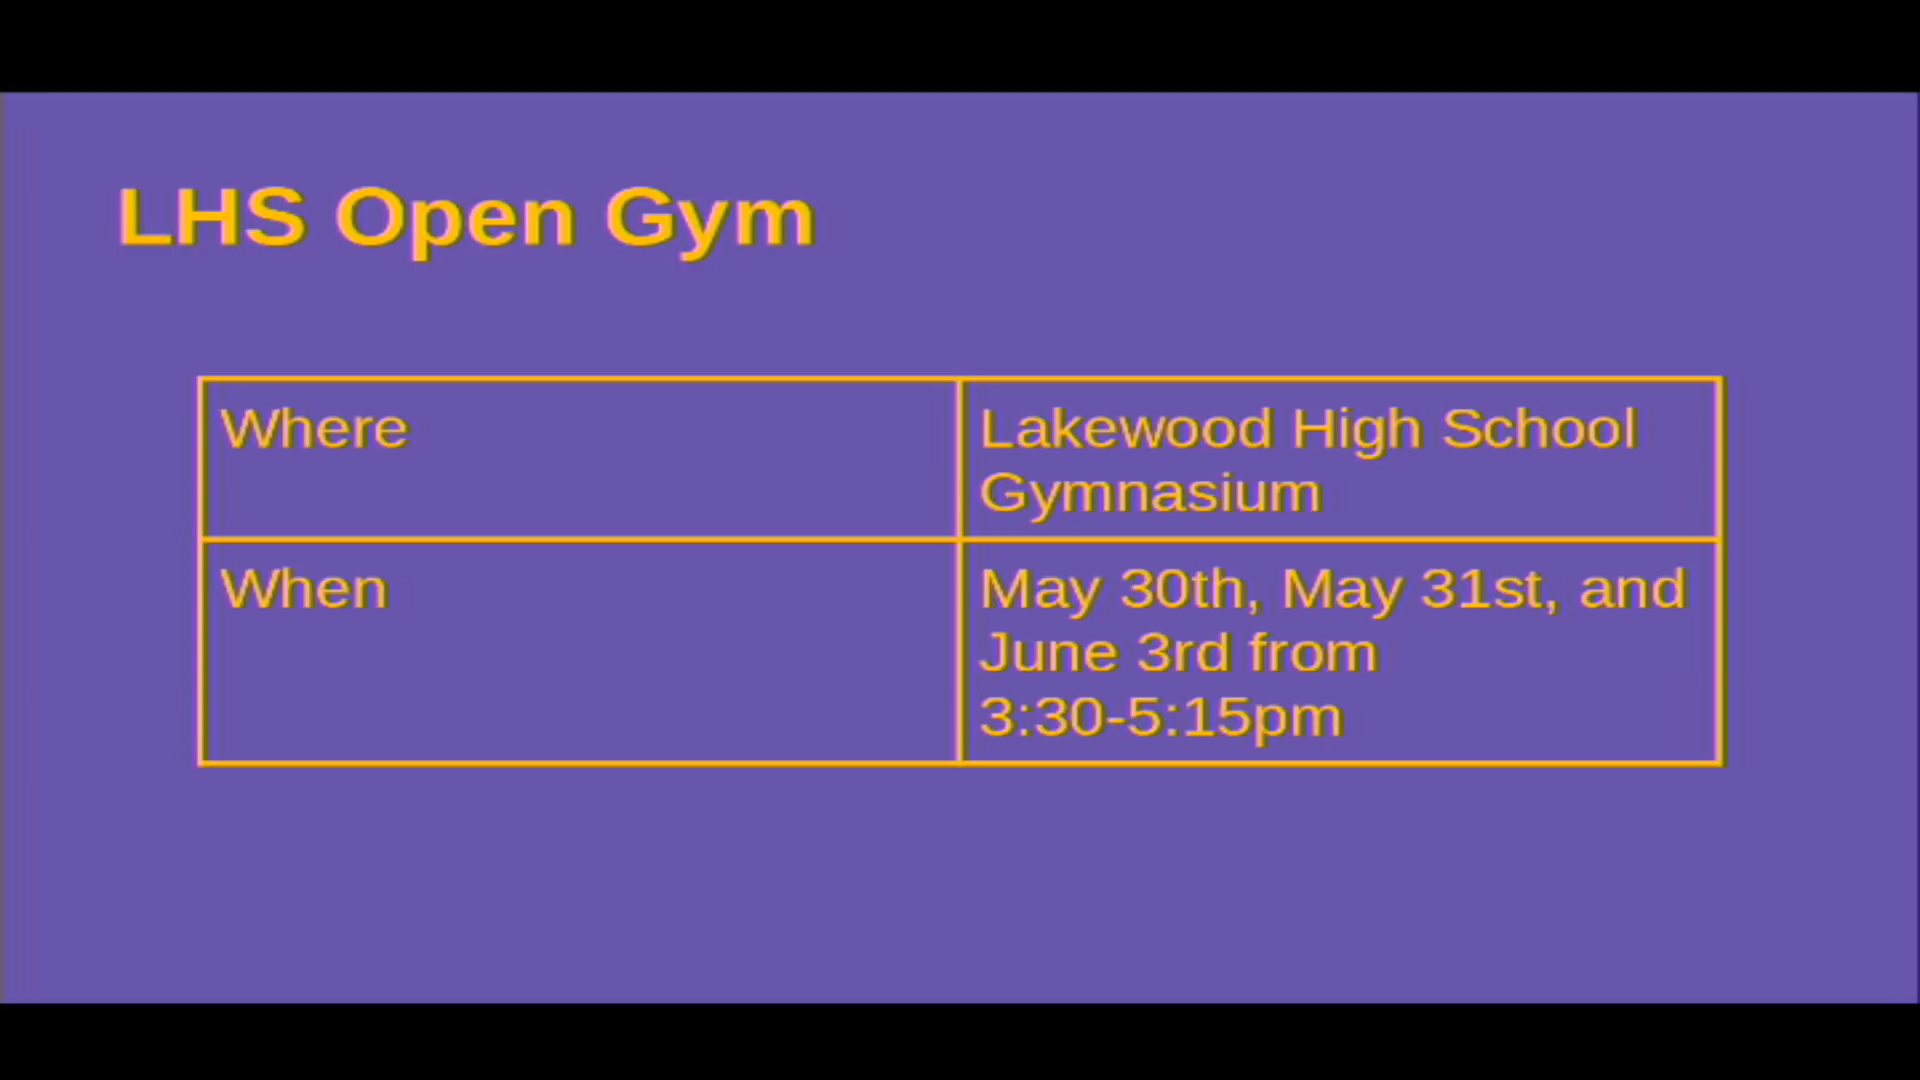 LHS Open Gym
Where
Lakewood High School
Gymnasium
When
May 30th, May 31st, and
June 3rd from
3:30-5:15pm